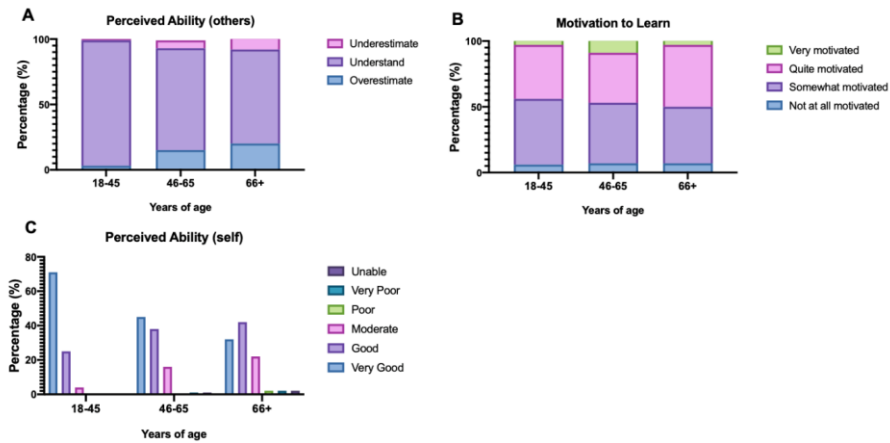 A
Perceived Ability (others)
Percentage (%)
100
50
0
18-45
46-65
66+
Years of age
Underestimate
Understand
Overestimate
B
Motivation to Learn
Percentage (%)
100
50
0
18-45
46-65
66+
Years of age
Very motivated
Quite motivated
Somewhat motivated
Not at all motivated
C
Perceived Ability (self)
Percentage (%)
80
60
40
20
0
18-45
46-65
66+
Years of age
Unable
Very Poor
Poor
Moderate
Good
Very Good